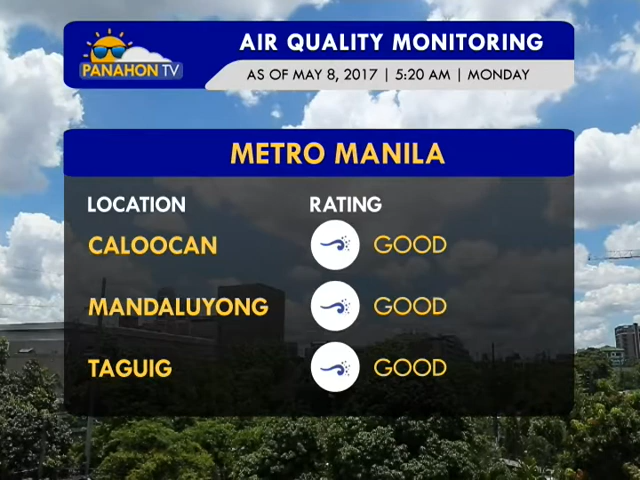 PANAHON TV
AIR QUALITY MONITORING
AS OF MAY 8, 2017 | 5:20 AM | MONDAY
METRO MANILA
LOCATION RATING
CALOOCAN GOOD
MANDALUYONG GOOD
TAGUIG GOOD